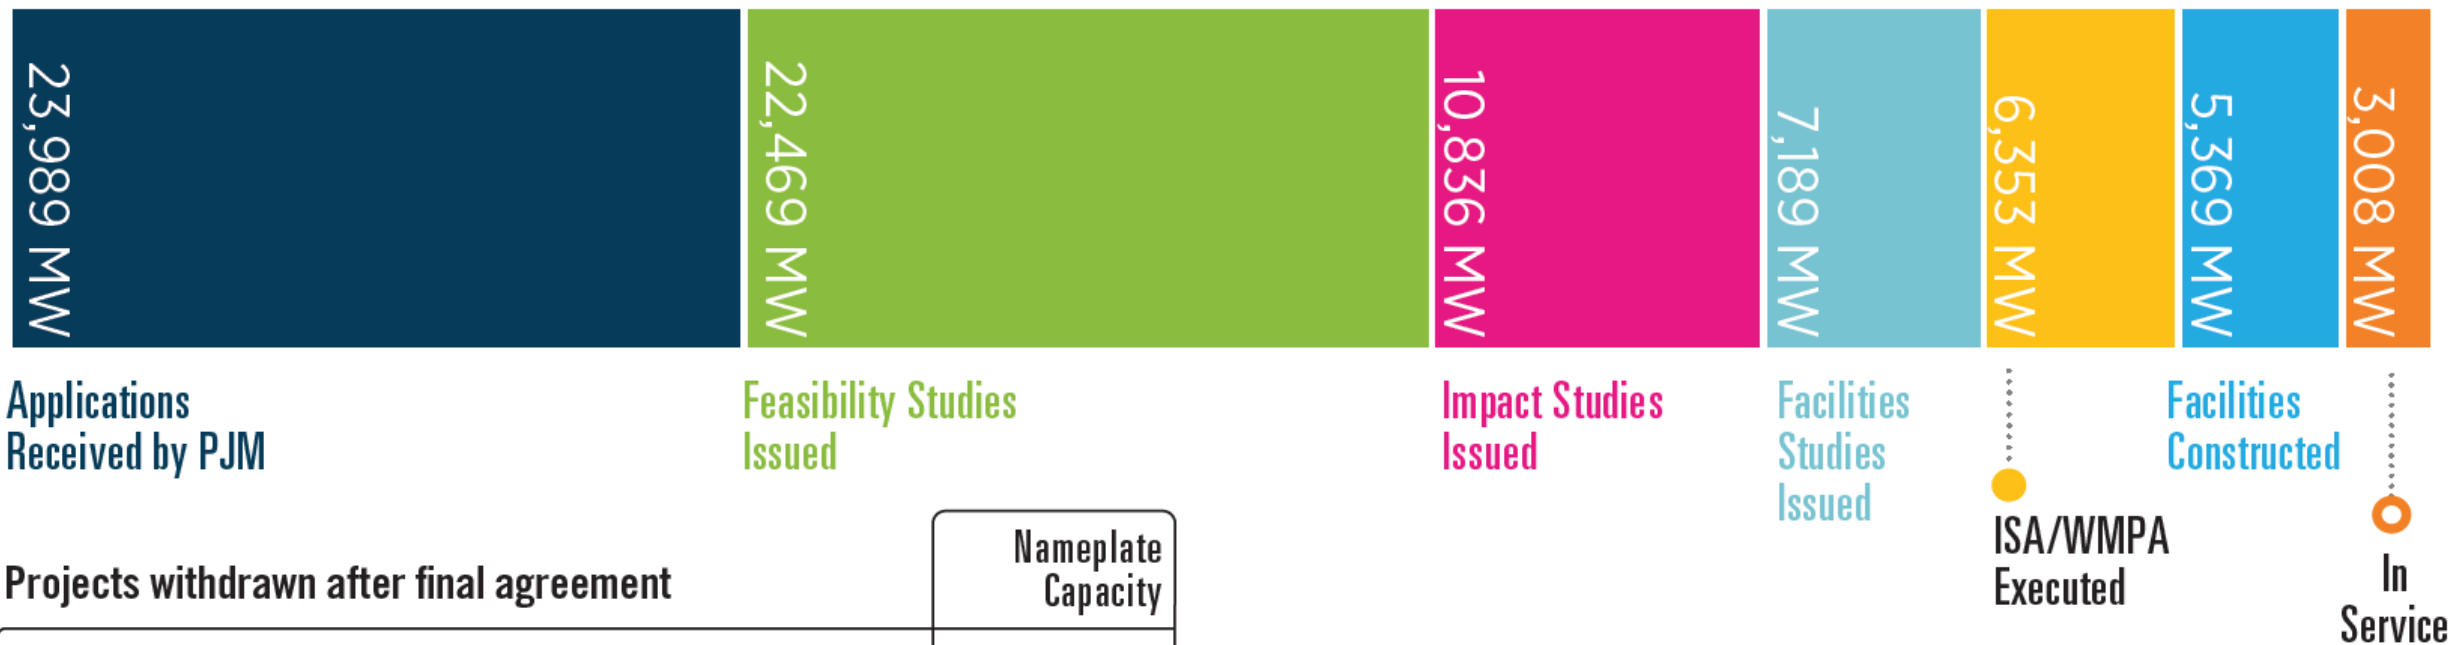 23,989 MW
22,469 MW
10,836 MW
7,189 MW
6,353 MW
5,369 MW
3,008 MW
Applications
Received by PJM
Feasibility Studies
Issued
Impact Studies
Issued
Facilities
Studies
Issued
ISA/WMPA
Executed
Facilities
Constructed
In
Service
Projects withdrawn after final agreement
Nameplate
Capacity